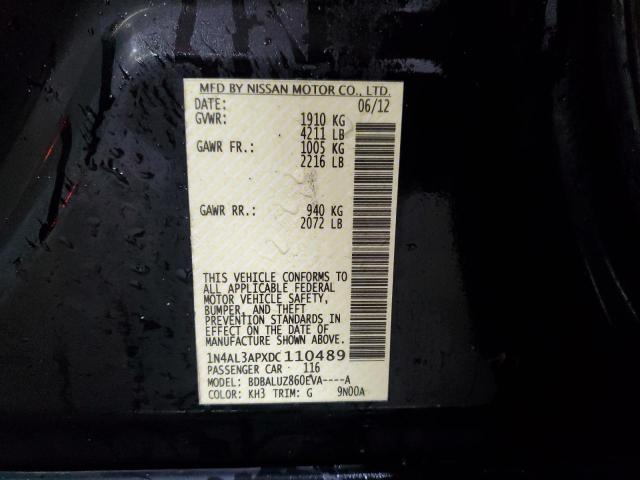 MFD BY NISSAN MOTOR CO., LTD.
DATE: 06/12
GVWR: 1910 KG
4211 LB
GAWR FR.: 1005 KG
2216 LB
GAWR RR.: 940 KG
2072 LB
THIS VEHICLE CONFORMS TO
ALL APPLICABLE FEDERAL
MOTOR VEHICLE SAFETY,
BUMPER, AND THEFT
PREVENTION STANDARDS IN
EFFECT ON THE DATE OF
MANUFACTURE SHOWN ABOVE.
1N4AL3APXDC110489
PASSENGER CAR 116
MODEL: BDBALUZ860EVA----A
COLOR: KH3 TRIM: G 9N00A